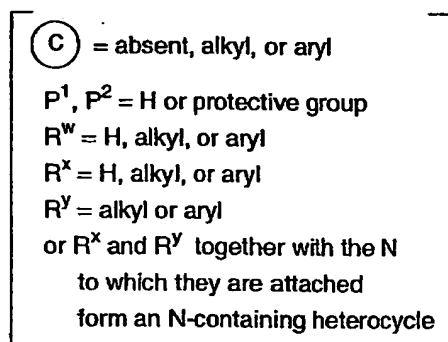 C = absent, alkyl, or aryl
P¹, P² = H or protective group
Rʷ = H, alkyl, or aryl
Rˣ = H, alkyl, or aryl
Rʸ = alkyl or aryl
or Rˣ and Rʸ together with the N
to which they are attached
form an N-containing heterocycle